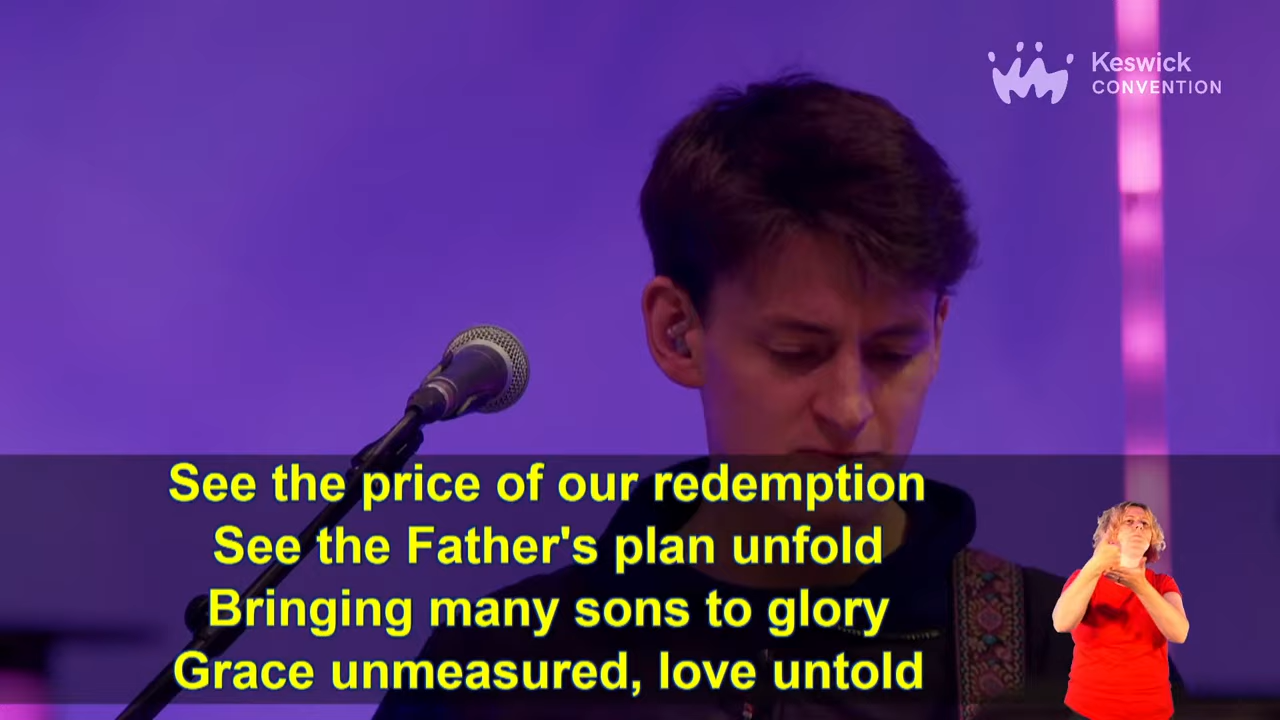 Keswick
CONVENTION
See the price of our redemption
See the Father's plan unfold
Bringing many sons to glory
Grace unmeasured, love untold